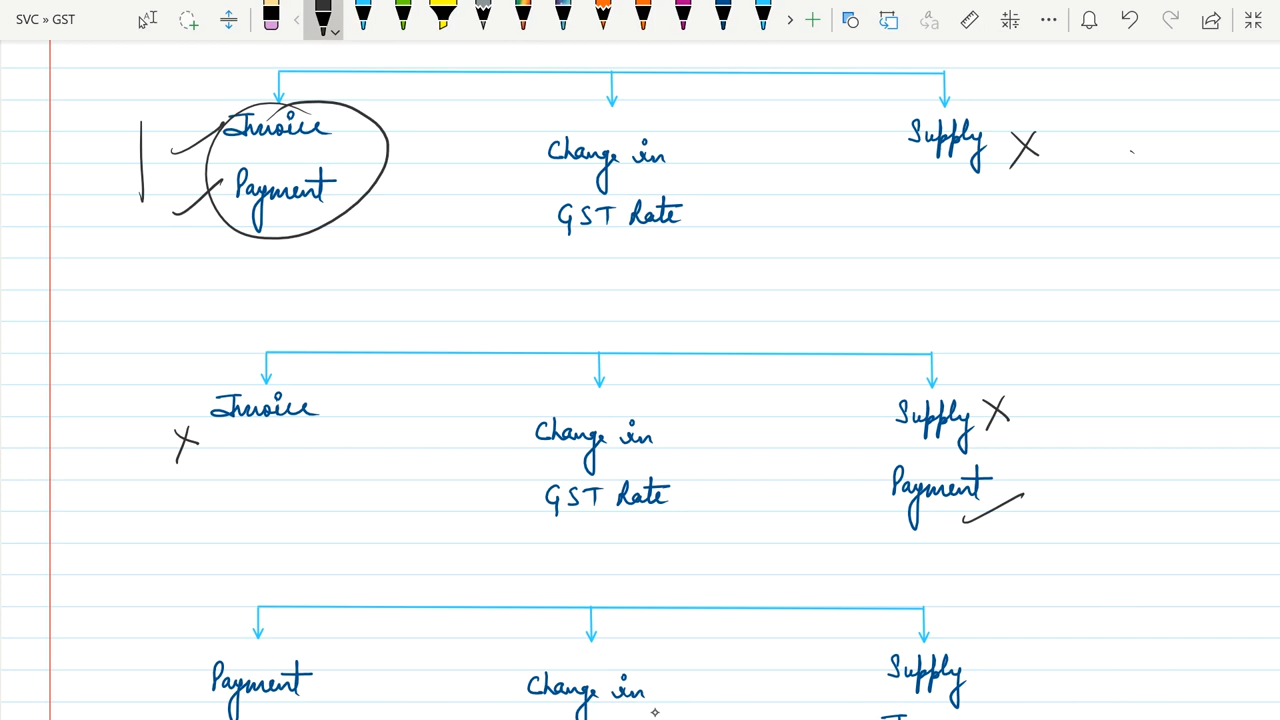 SVC » GST
Invoice
Payment
Change in
GST Rate
Supply
Invoice
Change in
GST Rate
Supply
Payment
Payment
Change in
Supply